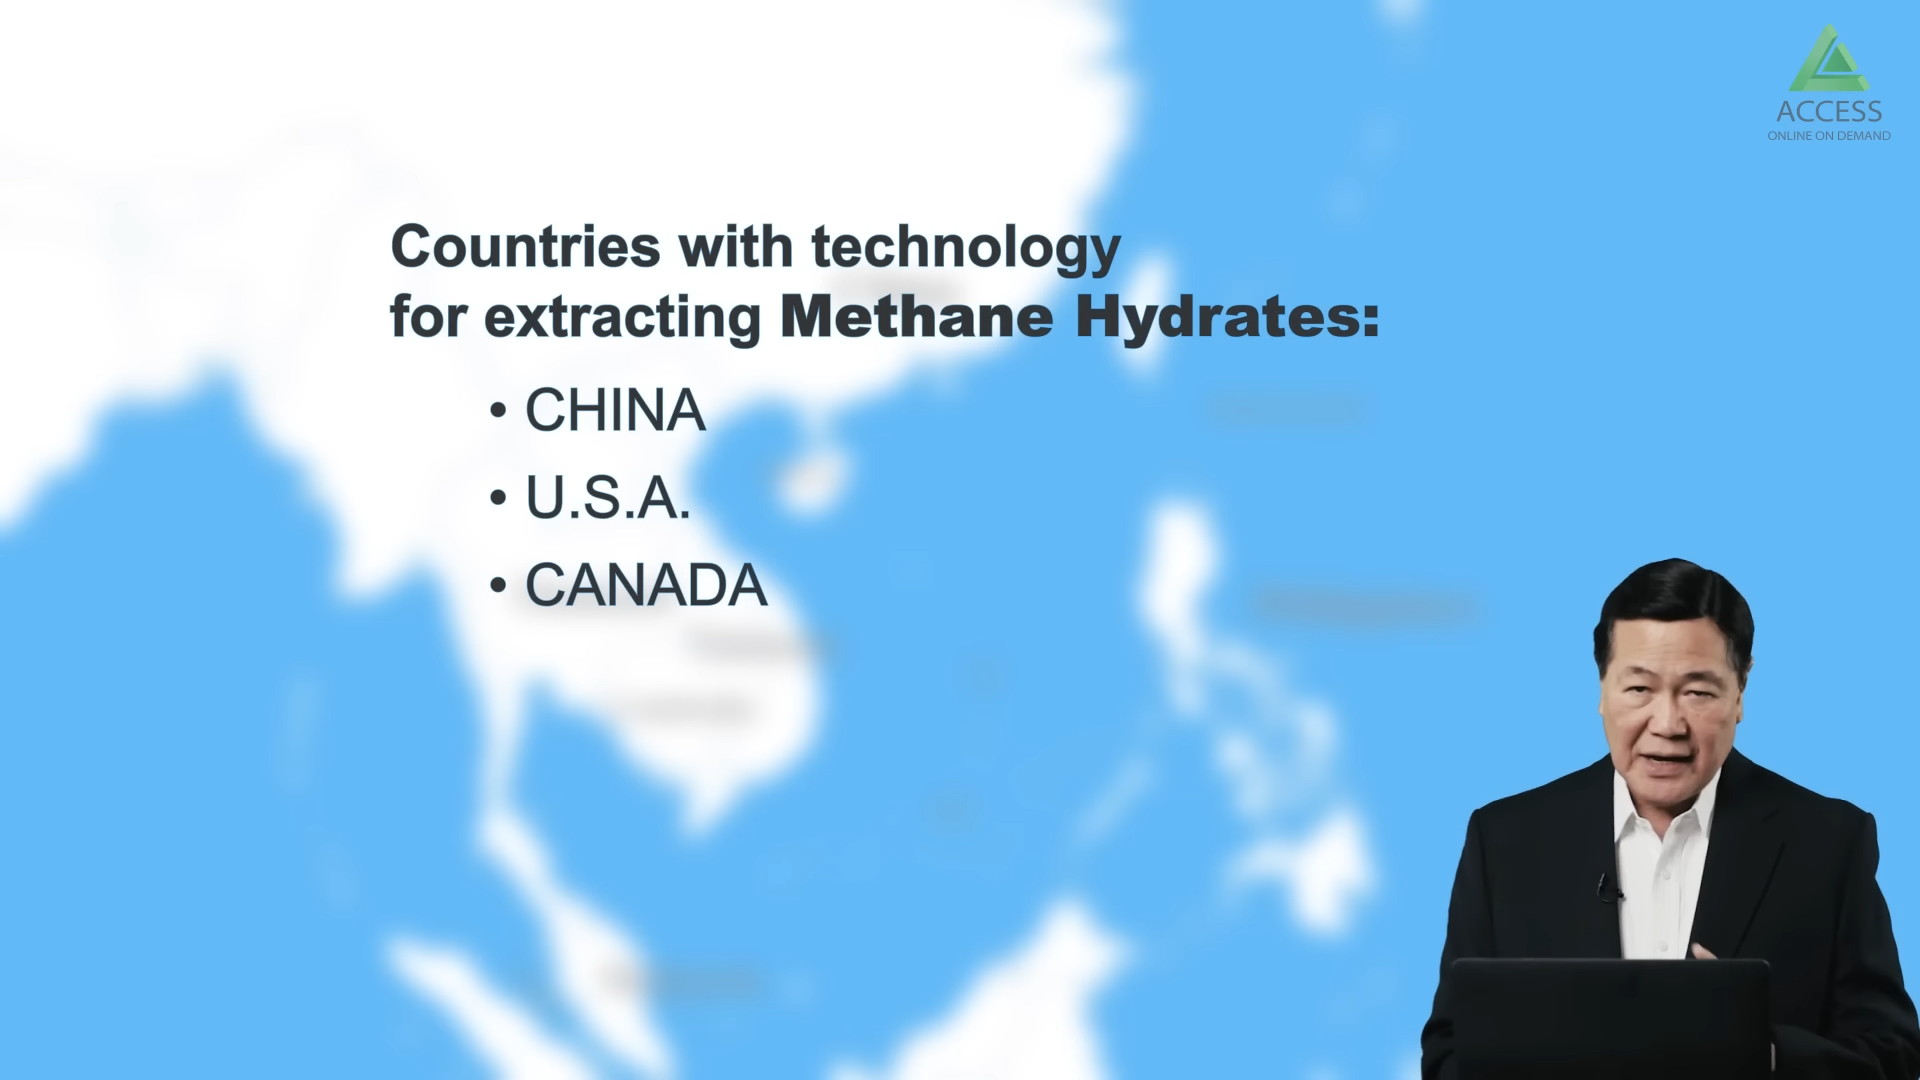 ACCESS
ONLINE ON DEMAND
Countries with technology
for extracting Methane Hydrates:
• CHINA
• U.S.A.
• CANADA